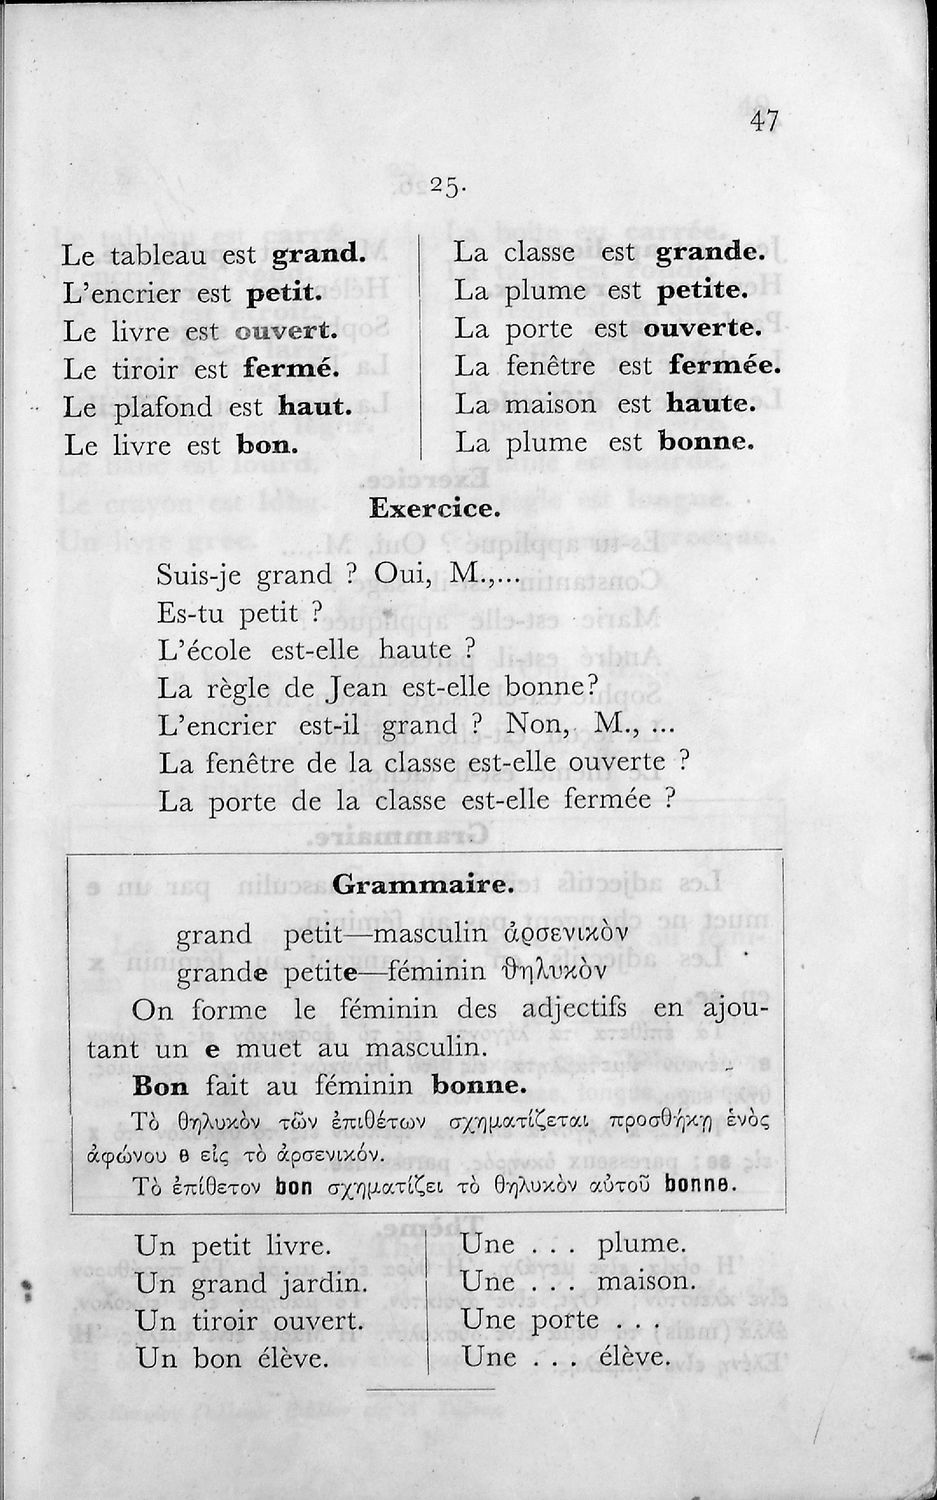 47
25.
Le tableau est grand.
L'encrier est petit.
Le livre est ouvert.
Le tiroir est fermé.
Le plafond est haut.
Le livre est bon.
La classe est grande.
La plume est petite.
La porte est ouverte.
La fenêtre est fermée.
La maison est haute.
La plume est bonne.
Exercice.
Suis-je grand ? Oui, M.,...
Es-tu petit ?
L'école est-elle haute ?
La règle de Jean est-elle bonne?
L'encrier est-il grand ? Non, M., ...
La fenêtre de la classe est-elle ouverte ?
La porte de la classe est-elle fermée ?
Grammaire.
grand petit—masculin ἀρσενικὸν
grande petite—féminin θηλυκὸν
On forme le féminin des adjectifs en ajou-
tant un e muet au masculin.
Bon fait au féminin bonne.
Τὸ θηλυκὸν τῶν ἐπιθέτων σχηματίζεται προσθήκῃ ἑνὸς
ἀφώνου e εἰς τὸ ἀρσενικόν.
Τὸ ἐπίθετον bon σχηματίζει τὸ θηλυκὸν αὐτοῦ bonne.
Un petit livre.
Un grand jardin.
Un tiroir ouvert.
Un bon élève.
Une . . . plume.
Une . . . maison.
Une porte . . .
Une . . . élève.